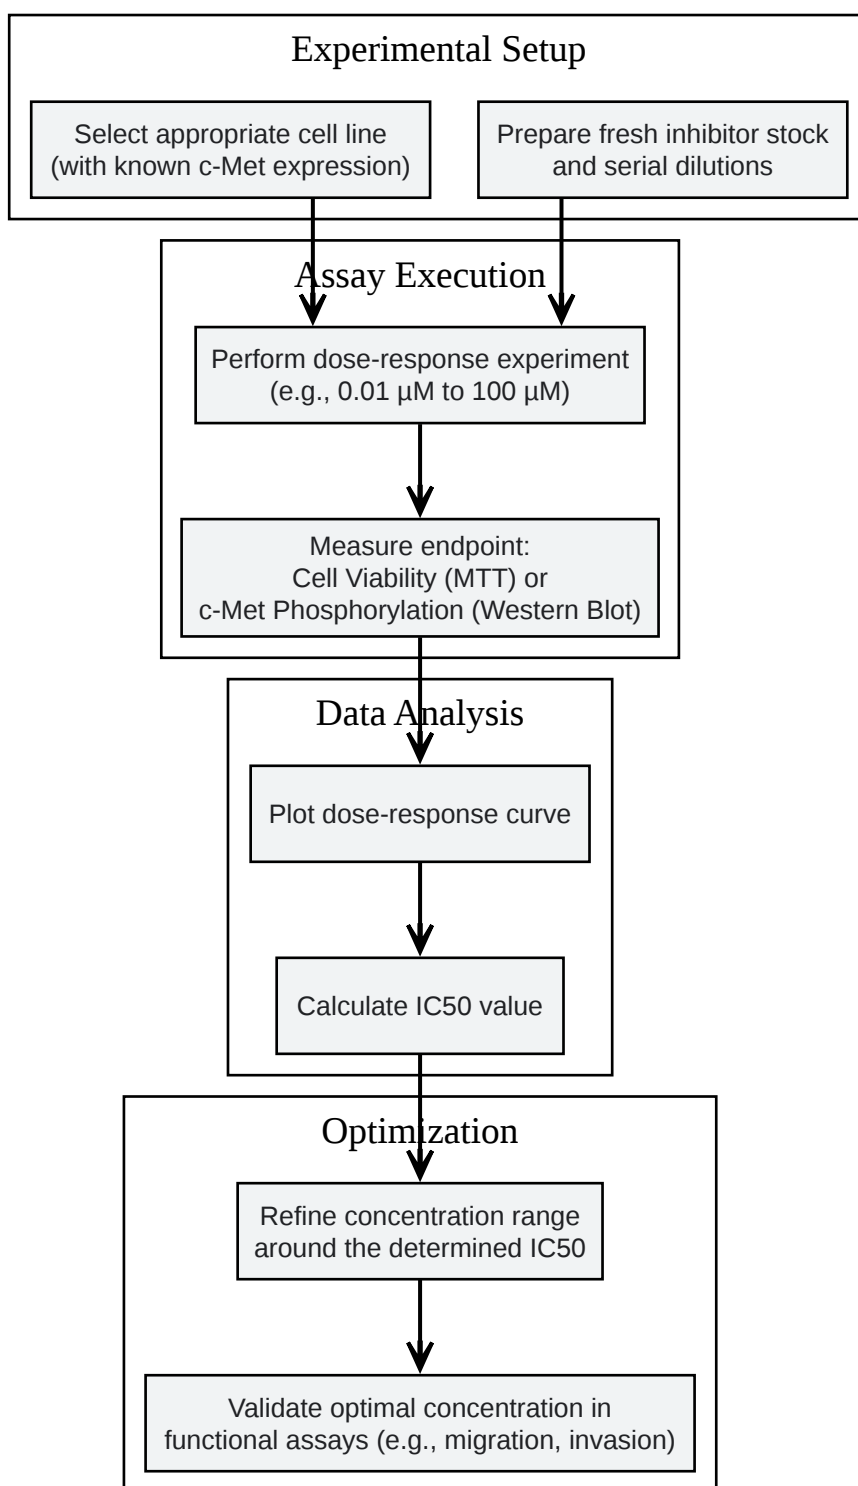 Experimental Setup
Select appropriate cell line
(with known c-Met expression)
Prepare fresh inhibitor stock
and serial dilutions
Assay Execution
Perform dose-response experiment
(e.g., 0.01 µM to 100 µM)
Measure endpoint:
Cell Viability (MTT) or
c-Met Phosphorylation (Western Blot)
Data Analysis
Plot dose-response curve
Calculate IC50 value
Optimization
Refine concentration range
around the determined IC50
Validate optimal concentration in
functional assays (e.g., migration, invasion)